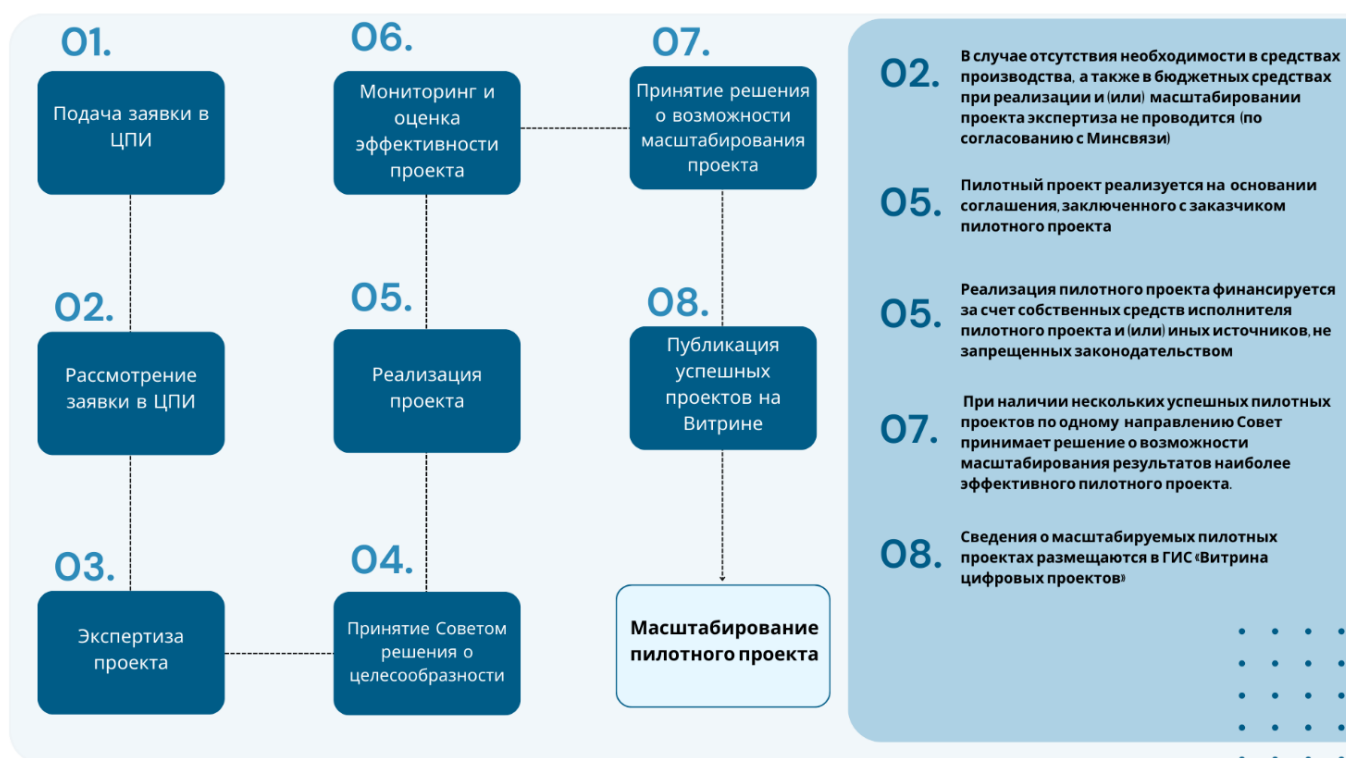 01.
Подача заявки в
ЦПИ
02.
Рассмотрение
заявки в ЦПИ
03.
Экспертиза
проекта
04.
Принятие Советом
решения о
целесообразности
05.
Реализация
проекта
06.
Мониторинг и
оценка
эффективности
проекта
07.
Принятие решения
о возможности
масштабирования
проекта
08.
Публикация
успешных
проектов на
Витрине
Масштабирование
пилотного проекта
02.
В случае отсутствия необходимости в средствах
производства, а также в бюджетных средствах
при реализации и (или) масштабировании
проекта экспертиза не проводится (по
согласованию с Минсвязи)
05.
Пилотный проект реализуется на основании
соглашения, заключенного с заказчиком
пилотного проекта
05.
Реализация пилотного проекта финансируется
за счет собственных средств исполнителя
пилотного проекта и (или) иных источников, не
запрещенных законодательством
07.
При наличии нескольких успешных пилотных
проектов по одному направлению Совет
принимает решение о возможности
масштабирования результатов наиболее
эффективного пилотного проекта.
08.
Сведения о масштабируемых пилотных
проектах размещаются в ГИС «Витрина
цифровых проектов»